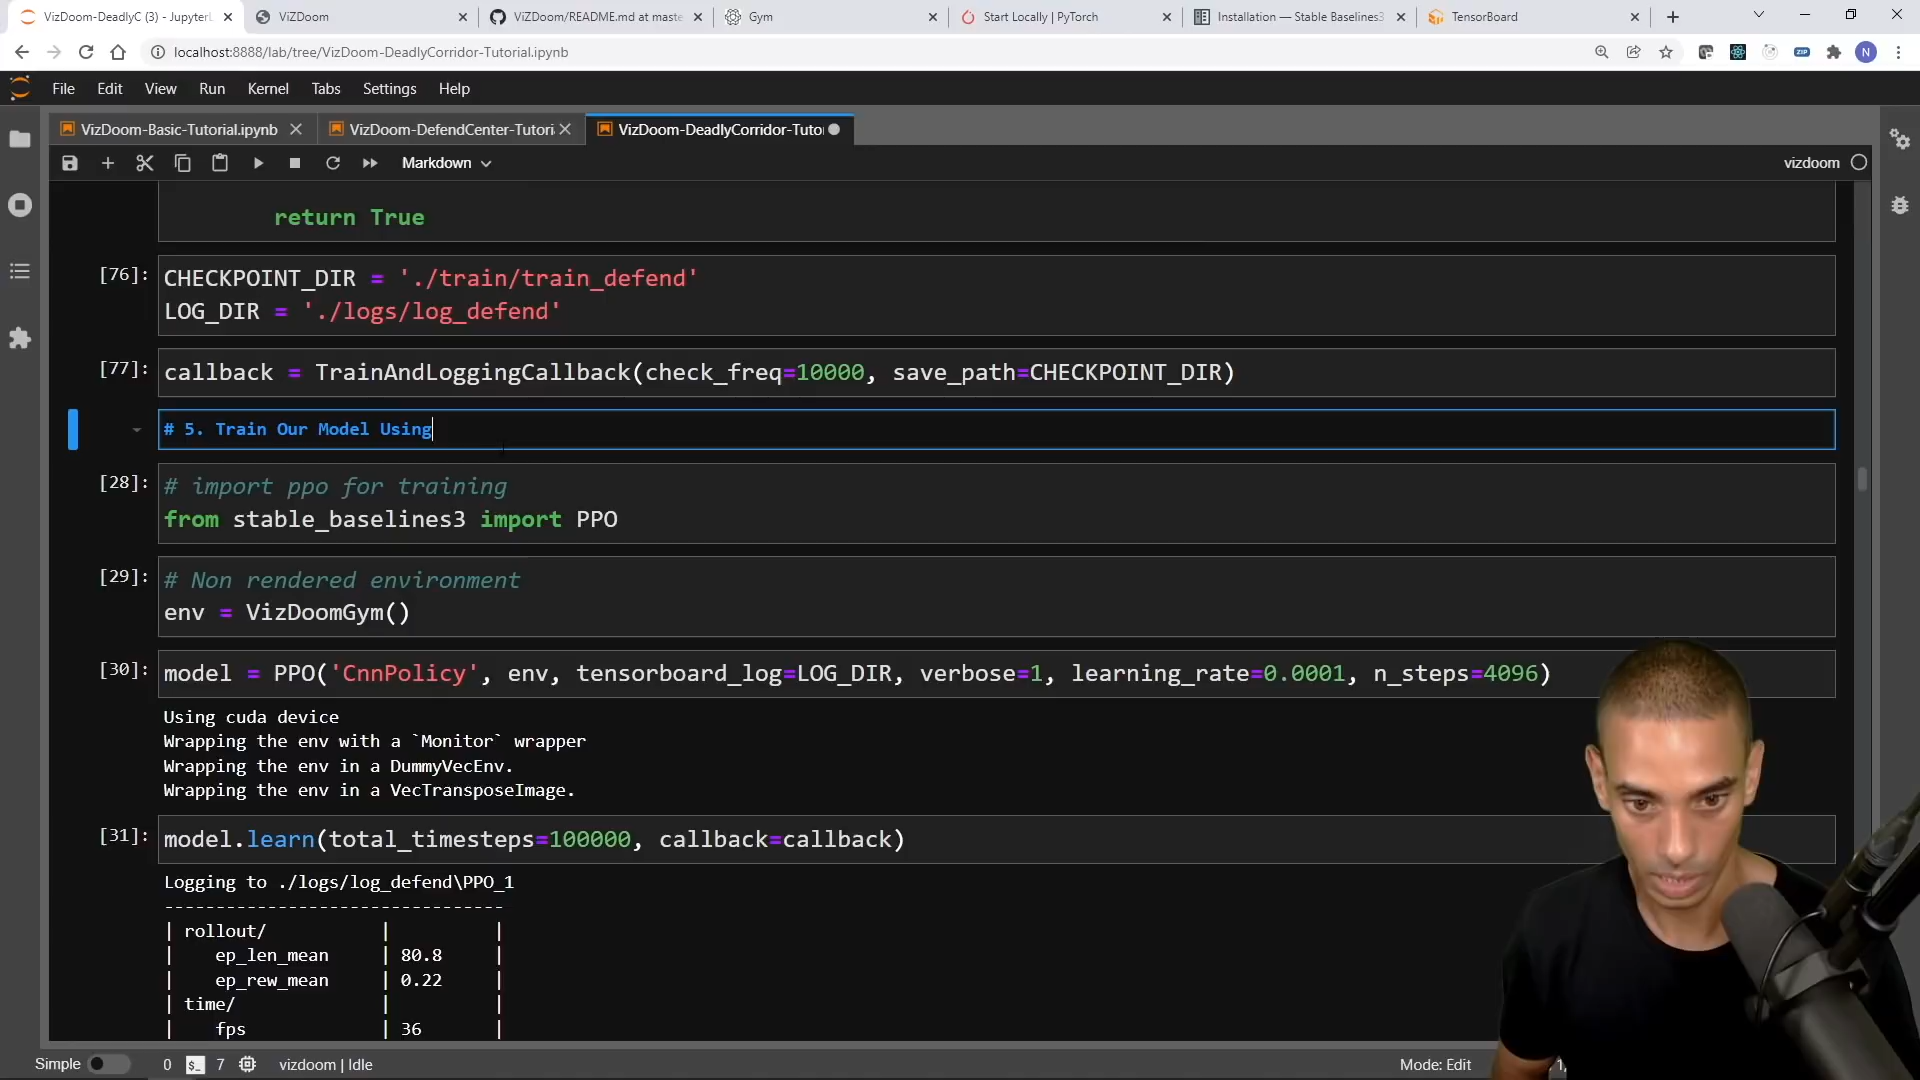 VizDoom-DeadlyC (3) - JupyterL
ViZDoom
ViZDoom/README.md at maste
Gym
Start Locally | PyTorch
Installation — Stable Baselines3
TensorBoard
localhost:8888/lab/tree/VizDoom-DeadlyCorridor-Tutorial.ipynb
ZIP
N
File Edit View Run Kernel Tabs Settings Help
VizDoom-Basic-Tutorial.ipynb
VizDoom-DefendCenter-Tutori
VizDoom-DeadlyCorridor-Tuto
Markdown
vizdoom
return True
[76]: CHECKPOINT_DIR = './train/train_defend'
LOG_DIR = './logs/log_defend'
[77]: callback = TrainAndLoggingCallback(check_freq=10000, save_path=CHECKPOINT_DIR)
# 5. Train Our Model Using
[28]: # import ppo for training
from stable_baselines3 import PPO
[29]: # Non rendered environment
env = VizDoomGym()
[30]: model = PPO('CnnPolicy', env, tensorboard_log=LOG_DIR, verbose=1, learning_rate=0.0001, n_steps=4096)
Using cuda device
Wrapping the env with a `Monitor` wrapper
Wrapping the env in a DummyVecEnv.
Wrapping the env in a VecTransposeImage.
[31]: model.learn(total_timesteps=100000, callback=callback)
Logging to ./logs/log_defend\PPO_1
---------------------------------
| rollout/ | |
| ep_len_mean | 80.8 |
| ep_rew_mean | 0.22 |
| time/ | |
| fps | 36 |
Simple 0 $_ 7 vizdoom | Idle Mode: Edit